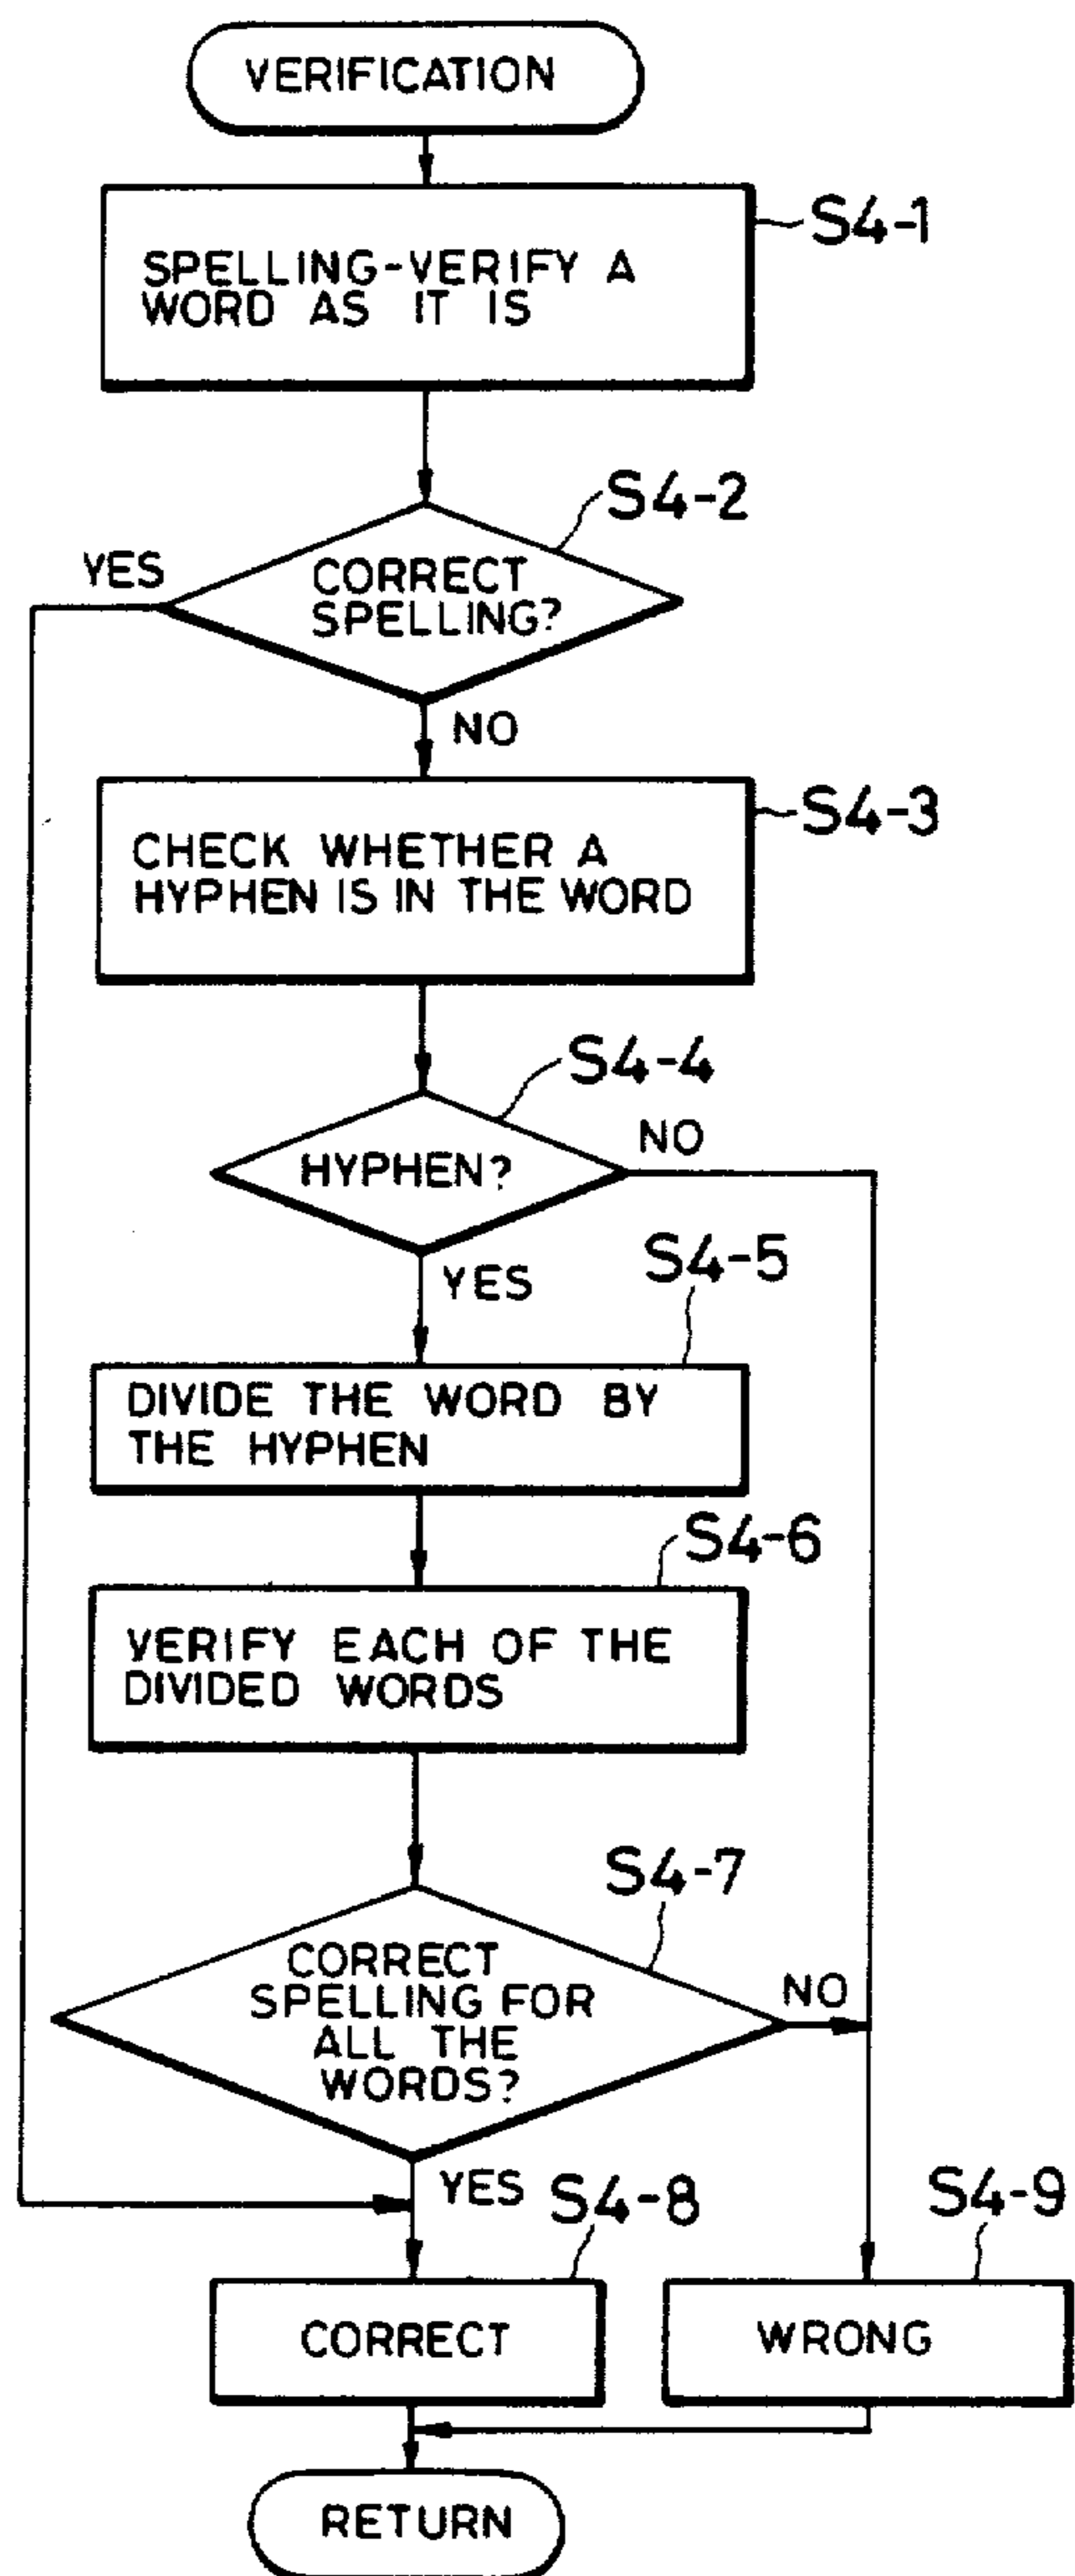 VERIFICATION
S4-1
SPELLING-VERIFY A
WORD AS IT IS
S4-2
YES
CORRECT
SPELLING?
NO
S4-3
CHECK WHETHER A
HYPHEN IS IN THE WORD
S4-4
NO
HYPHEN?
YES
S4-5
DIVIDE THE WORD BY
THE HYPHEN
S4-6
VERIFY EACH OF THE
DIVIDED WORDS
S4-7
CORRECT
SPELLING FOR
ALL THE
WORDS?
NO
YES
S4-8
S4-9
CORRECT
WRONG
RETURN